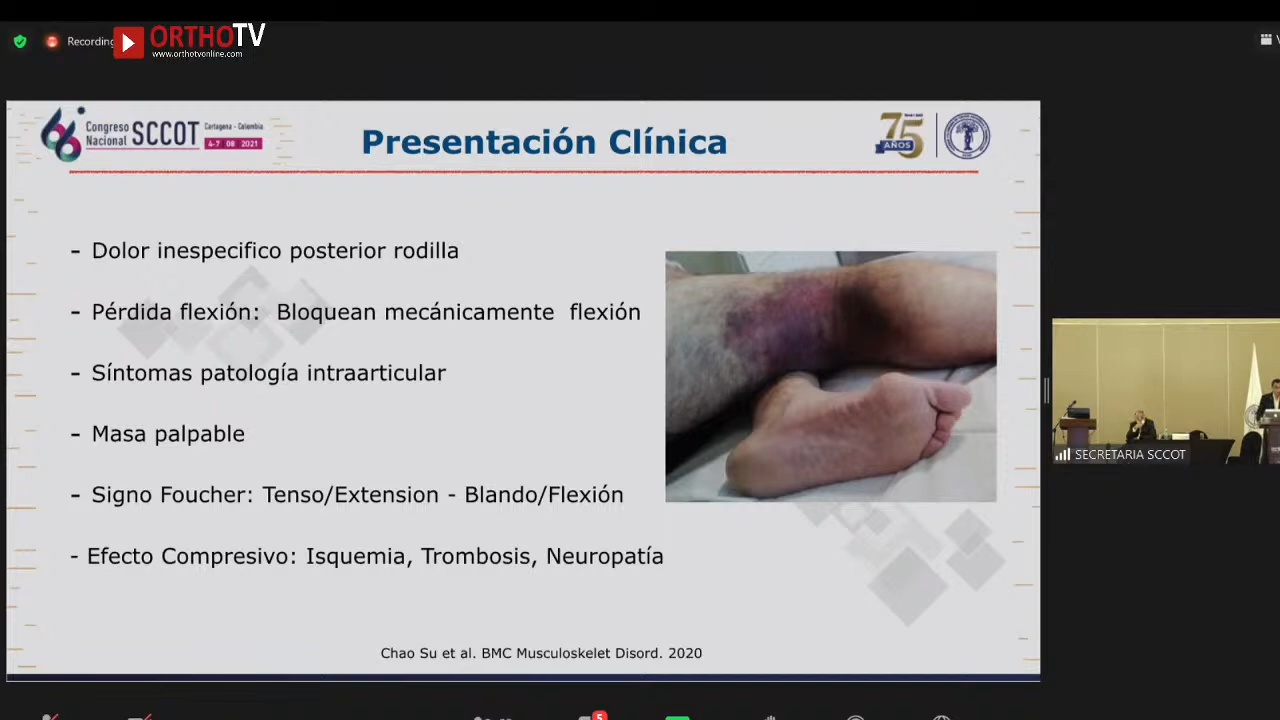 Recording
ORTHOTV
www.orthotvonline.com
Congreso
Nacional SCCOT
Cartagena - Colombia
4-7 08 2021
Presentación Clínica
75
AÑOS
- Dolor inespecifico posterior rodilla
- Pérdida flexión: Bloquean mecánicamente flexión
- Síntomas patología intraarticular
- Masa palpable
- Signo Foucher: Tenso/Extension - Blando/Flexión
- Efecto Compresivo: Isquemia, Trombosis, Neuropatía
Chao Su et al. BMC Musculoskelet Disord. 2020
SECRETARIA SCCOT
5